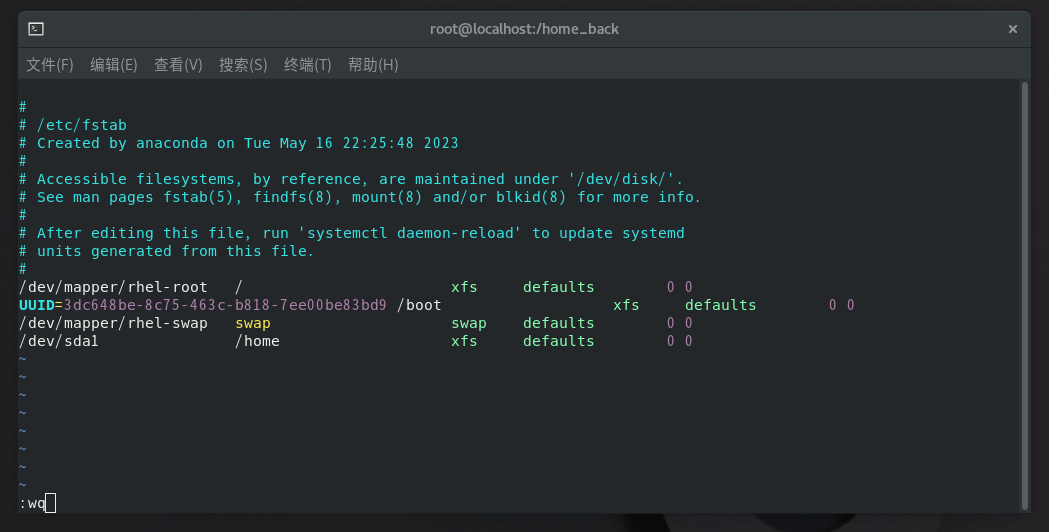 root@localhost:/home_back
文件(F) 编辑(E) 查看(V) 搜索(S) 终端(T) 帮助(H)
#
# /etc/fstab
# Created by anaconda on Tue May 16 22:25:48 2023
#
# Accessible filesystems, by reference, are maintained under '/dev/disk/'.
# See man pages fstab(5), findfs(8), mount(8) and/or blkid(8) for more info.
#
# After editing this file, run 'systemctl daemon-reload' to update systemd
# units generated from this file.
#
/dev/mapper/rhel-root   /                       xfs     defaults        0 0
UUID=3dc648be-8c75-463c-b818-7ee00be83bd9 /boot                   xfs     defaults        0 0
/dev/mapper/rhel-swap   swap                    swap    defaults        0 0
/dev/sda1               /home                   xfs     defaults        0 0
~
~
~
~
~
~
~
~
:wq